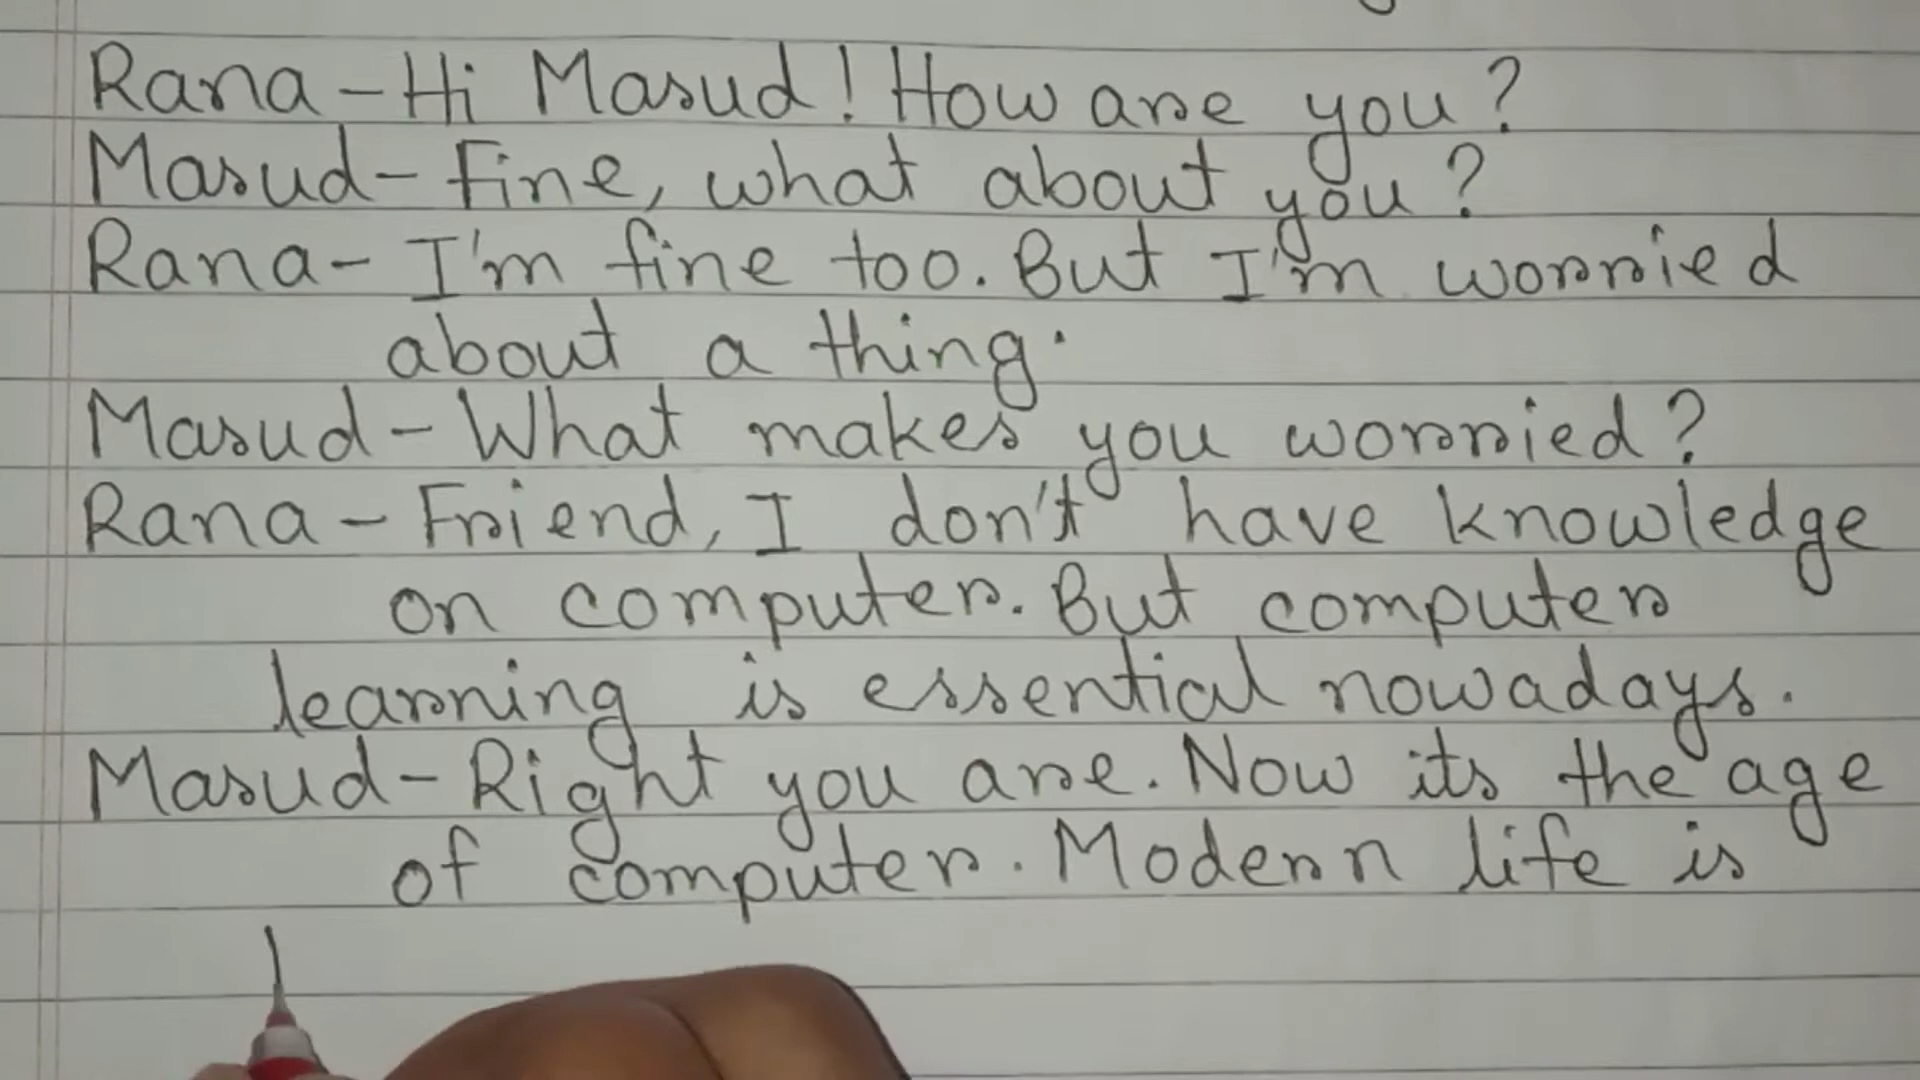 Rana - Hi Masud! How are you?
Masud - Fine, what about you?
Rana - I'm fine too. But I'm worried
about a thing.
Masud - What makes you worried?
Rana - Friend, I don't have knowledge
on computer. But computer
learning is essential nowadays.
Masud - Right you are. Now its the age
of computer. Modern life is